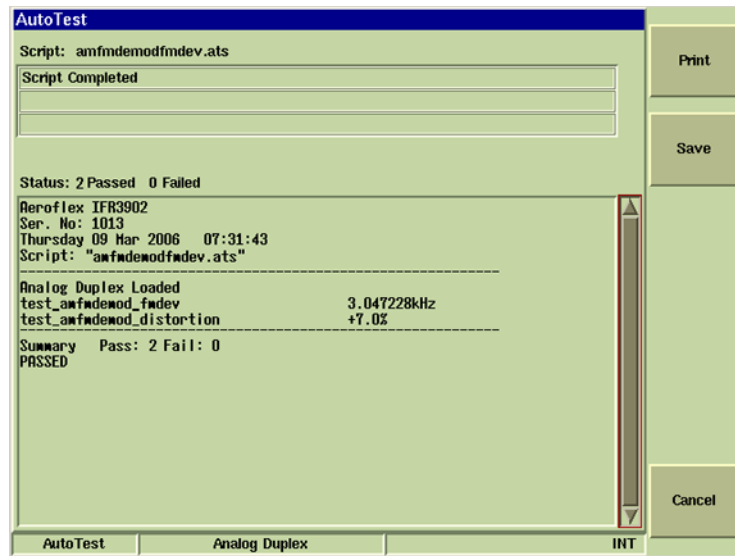 AutoTest
Script: amfmdemodfmdev.ats
Script Completed
Status: 2 Passed 0 Failed
Aeroflex IFR3902
Ser. No: 1013
Thursday 09 Mar 2006 07:31:43
Script: "amfmdemodfmdev.ats"
Analog Duplex Loaded
test_amfmdemod_fmdev 3.047228kHz
test_amfmdemod_distortion +7.0%
Summary Pass: 2 Fail: 0
PASSED
Print
Save
Cancel
AutoTest Analog Duplex INT